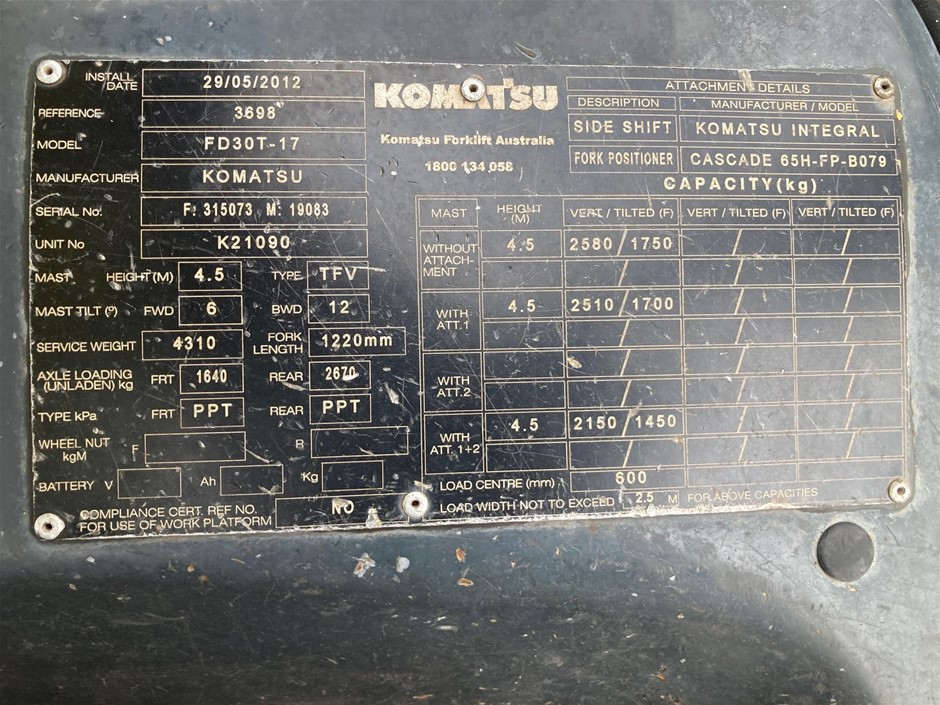 INSTALL DATE 29/05/2012
REFERENCE 3698
MODEL FD30T-17
MANUFACTURER KOMATSU
SERIAL No. F: 315073 M: 19083
UNIT No K21090
MAST HEIGHT (M) 4.5 TYPE TFV
MAST TILT (º) FWD 6 BWD 12
SERVICE WEIGHT 4310 FORK LENGTH 1220mm
AXLE LOADING (UNLADEN) kg FRT 1640 REAR 2670
TYPE kPa FRT PPT REAR PPT
WHEEL NUT kgM F R
BATTERY V Ah Kg
COMPLIANCE CERT. REF NO. FOR USE OF WORK PLATFORM NO
KOMATSU
Komatsu Forklift Australia
1800 134 058
ATTACHMENT DETAILS
DESCRIPTION MANUFACTURER / MODEL
SIDE SHIFT KOMATSU INTEGRAL
FORK POSITIONER CASCADE 65H-FP-B079
CAPACITY (kg)
MAST HEIGHT (M) VERT / TILTED (F) VERT / TILTED (F) VERT / TILTED (F)
WITHOUT ATTACH-MENT 4.5 2580 / 1750 / /
/ / /
WITH ATT.1 4.5 2510 / 1700 / /
/ / /
WITH ATT.2 / / /
/ / /
WITH ATT. 1+2 4.5 2150 / 1450 / /
/ / /
LOAD CENTRE (mm) 600
LOAD WIDTH NOT TO EXCEED 2.5 M FOR ABOVE CAPACITIES